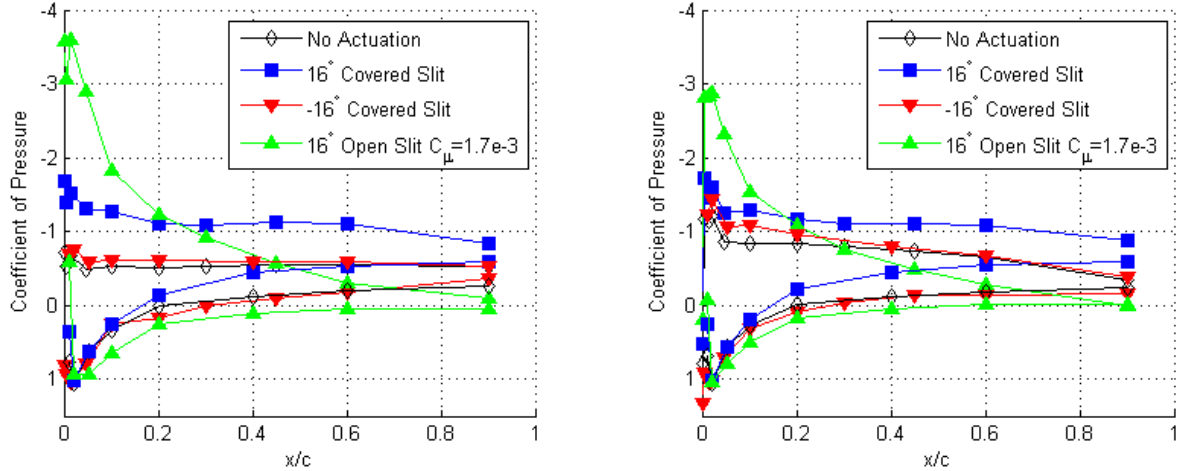 -4
-3
-2
-1
0
1
Coefficient of Pressure
No Actuation
16° Covered Slit
-16° Covered Slit
16° Open Slit Cμ=1.7e-3
0
0.2
0.4
0.6
0.8
1
x/c
-4
-3
-2
-1
0
1
Coefficient of Pressure
No Actuation
16° Covered Slit
-16° Covered Slit
16° Open Slit Cμ=1.7e-3
0
0.2
0.4
0.6
0.8
1
x/c